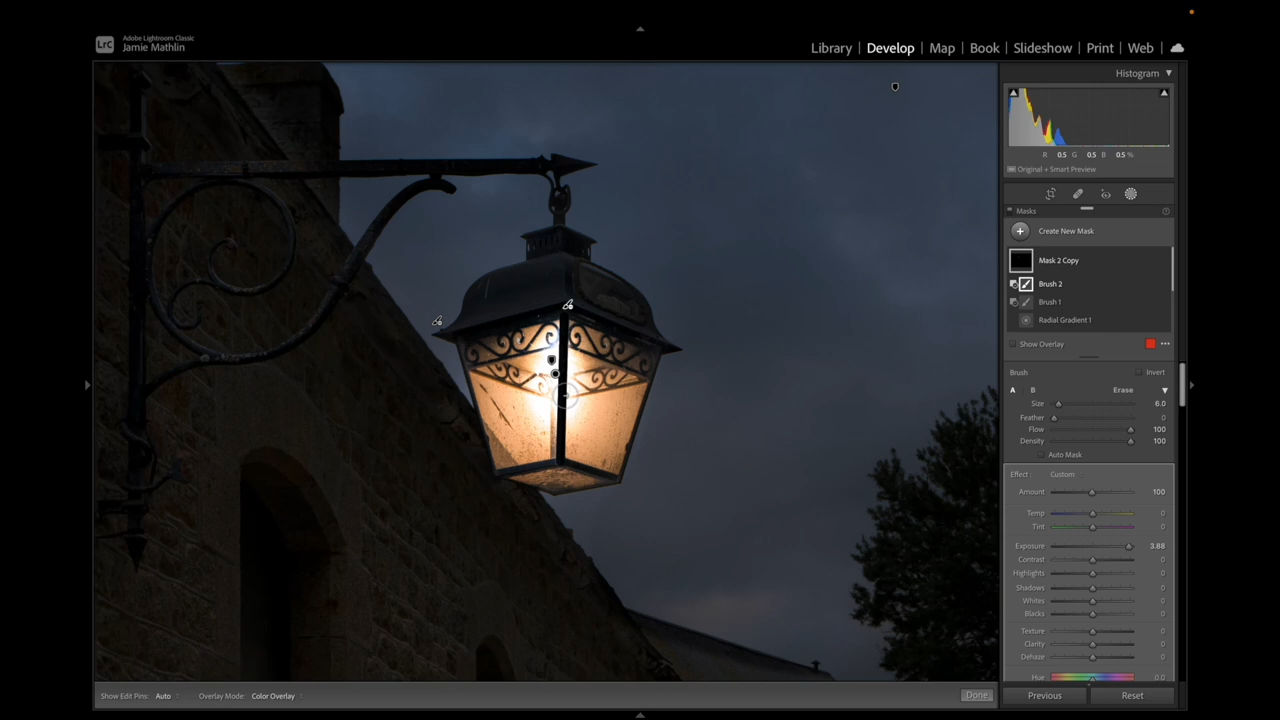 LrC
Adobe Lightroom Classic
Jamie Mathlin
Library | Develop | Map | Book | Slideshow | Print | Web |
Histogram
R 0.5 G 0.5 B 0.5 %
Original + Smart Preview
Masks
Create New Mask
Mask 2 Copy
Brush 2
Brush 1
Radial Gradient 1
Show Overlay
Brush Invert
A B Erase
Size 6.0
Feather 0
Flow 100
Density 100
Auto Mask
Effect : Custom
Amount 100
Temp 0
Tint 0
Exposure 3.88
Contrast 0
Highlights 0
Shadows 0
Whites 0
Blacks 0
Texture 0
Clarity 0
Dehaze 0
Hue 0.0
Show Edit Pins: Auto Overlay Mode: Color Overlay Done
Previous Reset